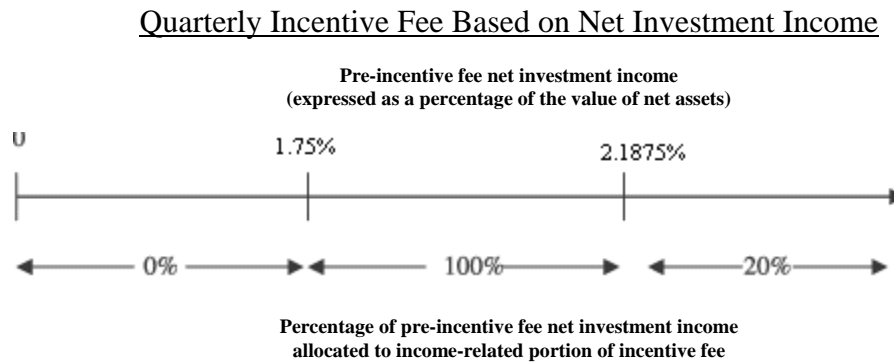 Quarterly Incentive Fee Based on Net Investment Income
Pre-incentive fee net investment income
(expressed as a percentage of the value of net assets)
0
1.75%
2.1875%
0%
100%
20%
Percentage of pre-incentive fee net investment income
allocated to income-related portion of incentive fee